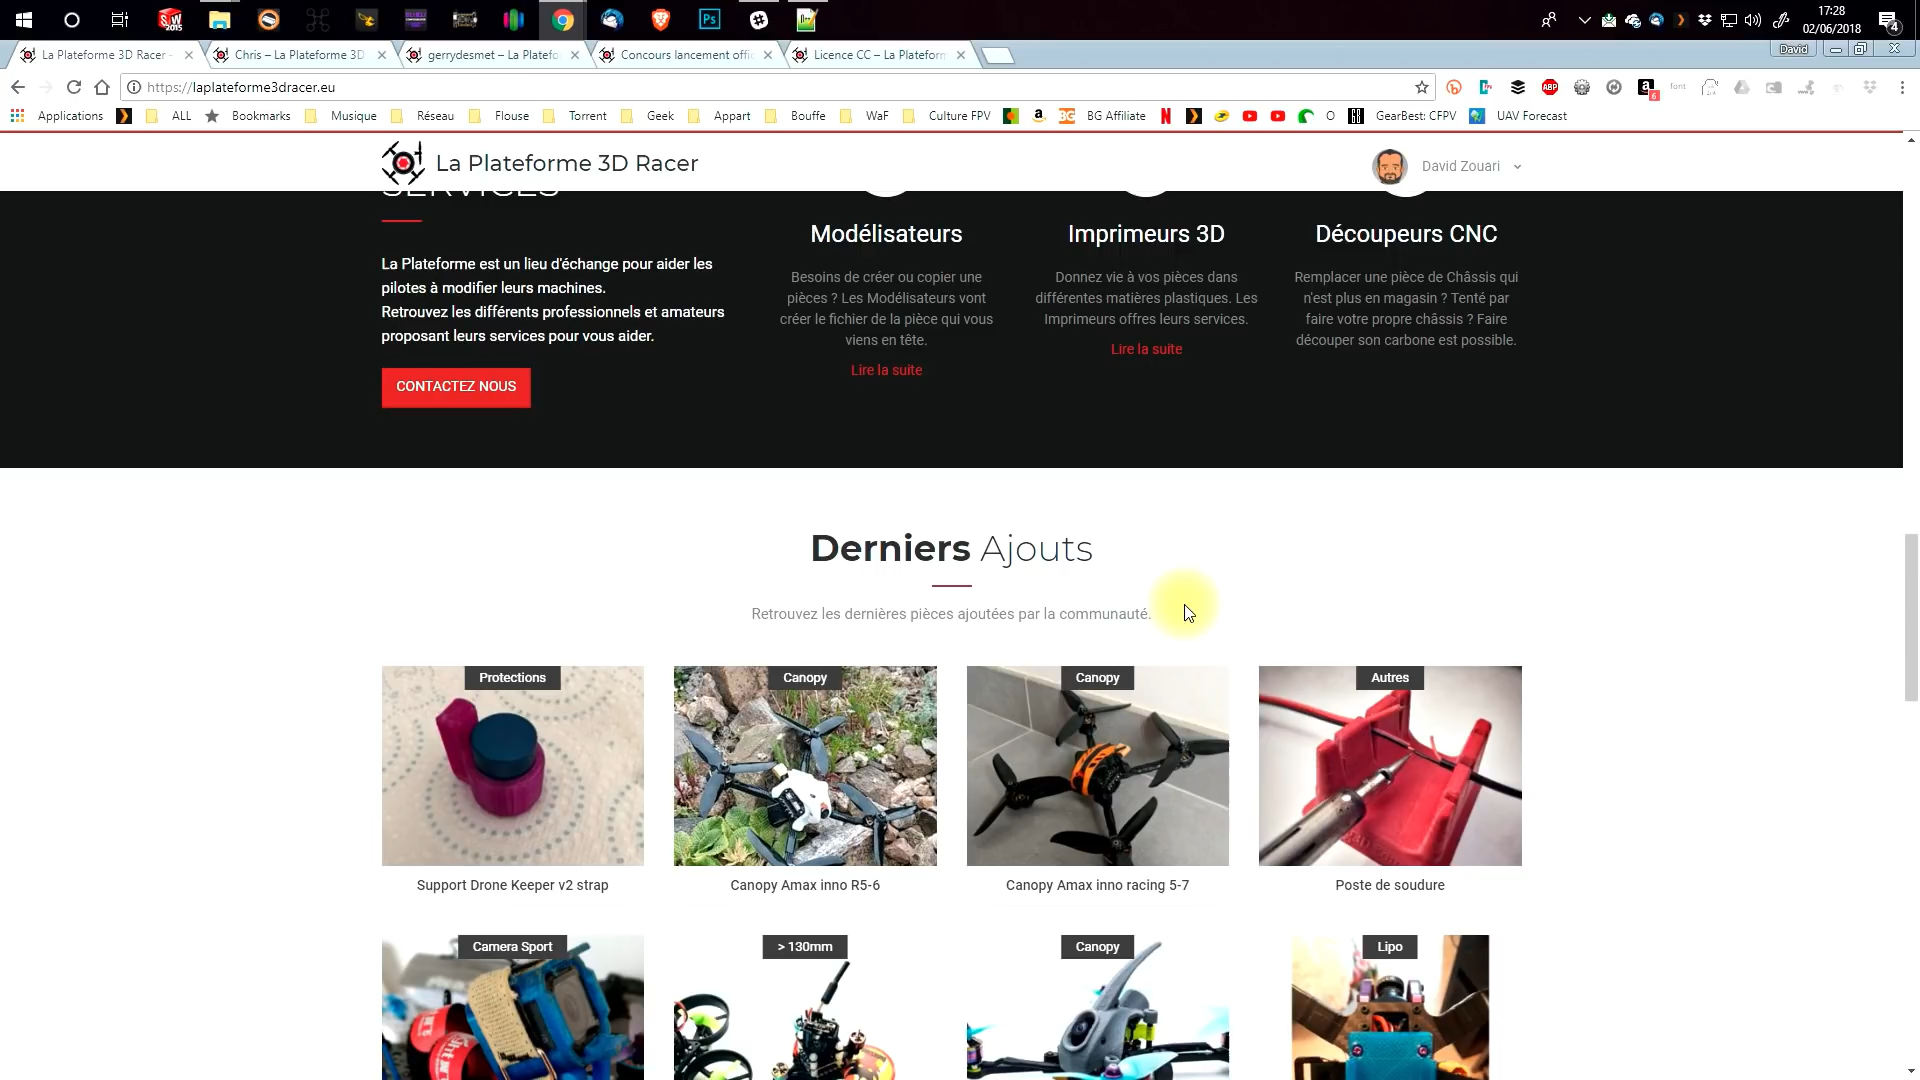 17:28
02/06/2018
4
La Plateforme 3D Racer -
Chris – La Plateforme 3D
gerrydesmet – La Platefo
Concours lancement offic
Licence CC – La Plateform
David
https://laplateforme3dracer.eu
Applications
ALL
Bookmarks
Musique
Réseau
Flouse
Torrent
Geek
Appart
Bouffe
WaF
Culture FPV
BG Affiliate
O
GearBest: CFPV
UAV Forecast
La Plateforme 3D Racer
David Zouari
SERVICES
La Plateforme est un lieu d'échange pour aider les
pilotes à modifier leurs machines.
Retrouvez les différents professionnels et amateurs
proposant leurs services pour vous aider.
CONTACTEZ NOUS
Modélisateurs
Besoins de créer ou copier une
pièces ? Les Modélisateurs vont
créer le fichier de la pièce qui vous
viens en tête.
Lire la suite
Imprimeurs 3D
Donnez vie à vos pièces dans
différentes matières plastiques. Les
Imprimeurs offres leurs services.
Lire la suite
Découpeurs CNC
Remplacer une pièce de Châssis qui
n'est plus en magasin ? Tenté par
faire votre propre châssis ? Faire
découper son carbone est possible.
Derniers Ajouts
Retrouvez les dernières pièces ajoutées par la communauté.
Protections
Canopy
Canopy
Autres
Support Drone Keeper v2 strap
Canopy Amax inno R5-6
Canopy Amax inno racing 5-7
Poste de soudure
Camera Sport
> 130mm
Canopy
Lipo